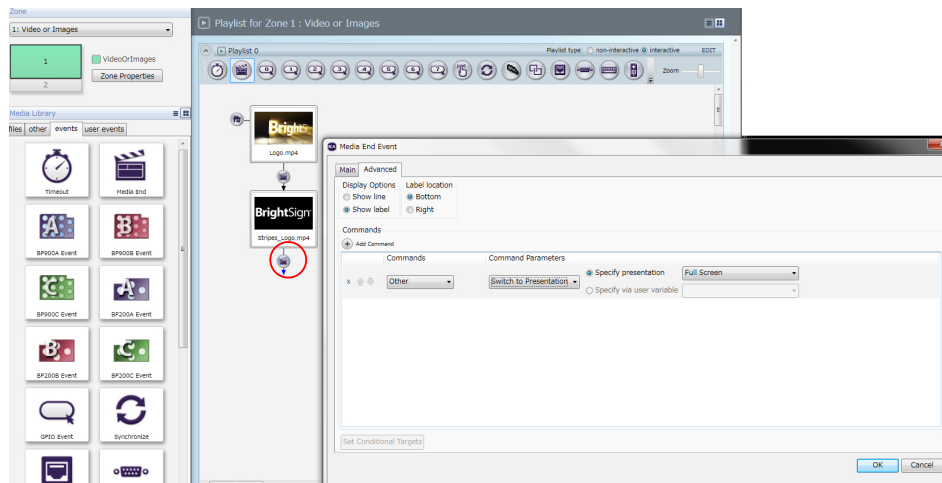 Zone
1: Video or Images
1
2
VideoOrImages
Zone Properties
Media Library
files other events user events
Timeout
Media End
BP900A Event
BP900B Event
BP900C Event
BP200A Event
BP200B Event
BP200C Event
GPIO Event
Synchronize
Playlist for Zone 1 : Video or Images
Playlist 0
Playlist type: non-interactive interactive EDIT
Zoom
BrightS
Logo.mp4
BrightSign
Stripes_Logo.mp4
Media End Event
Main Advanced
Display Options Label location
Show line Bottom
Show label Right
Commands
Add Command
Commands Command Parameters
x Other Switch to Presentation Specify presentation Full Screen
Specify via user variable
Set Conditional Targets
OK Cancel